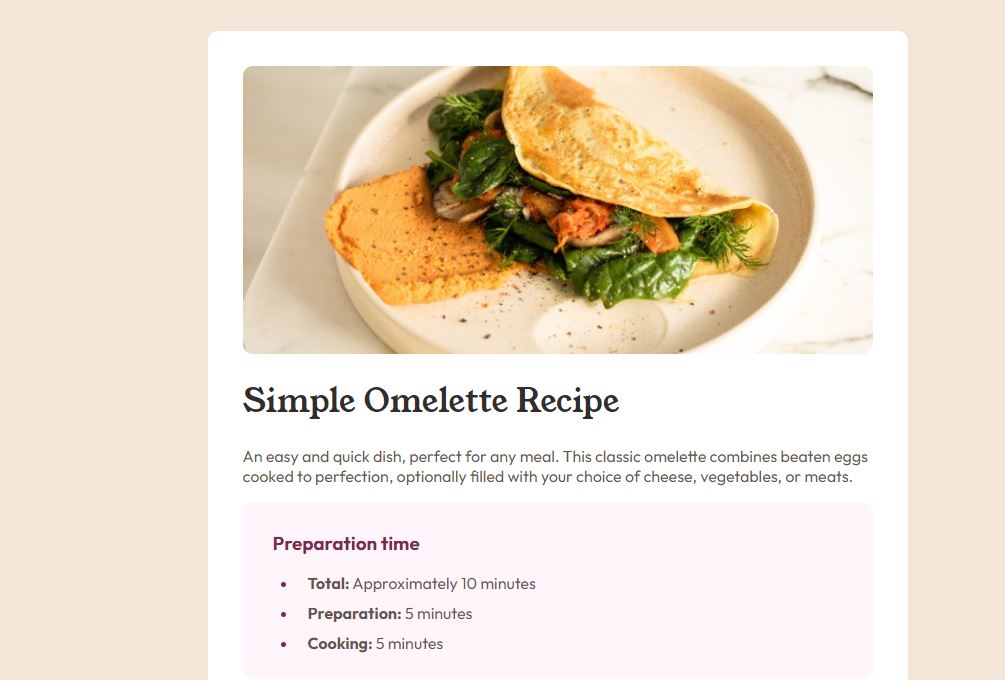 Simple Omelette Recipe
An easy and quick dish, perfect for any meal. This classic omelette combines beaten eggs
cooked to perfection, optionally filled with your choice of cheese, vegetables, or meats.
Preparation time
Total: Approximately 10 minutes
Preparation: 5 minutes
Cooking: 5 minutes